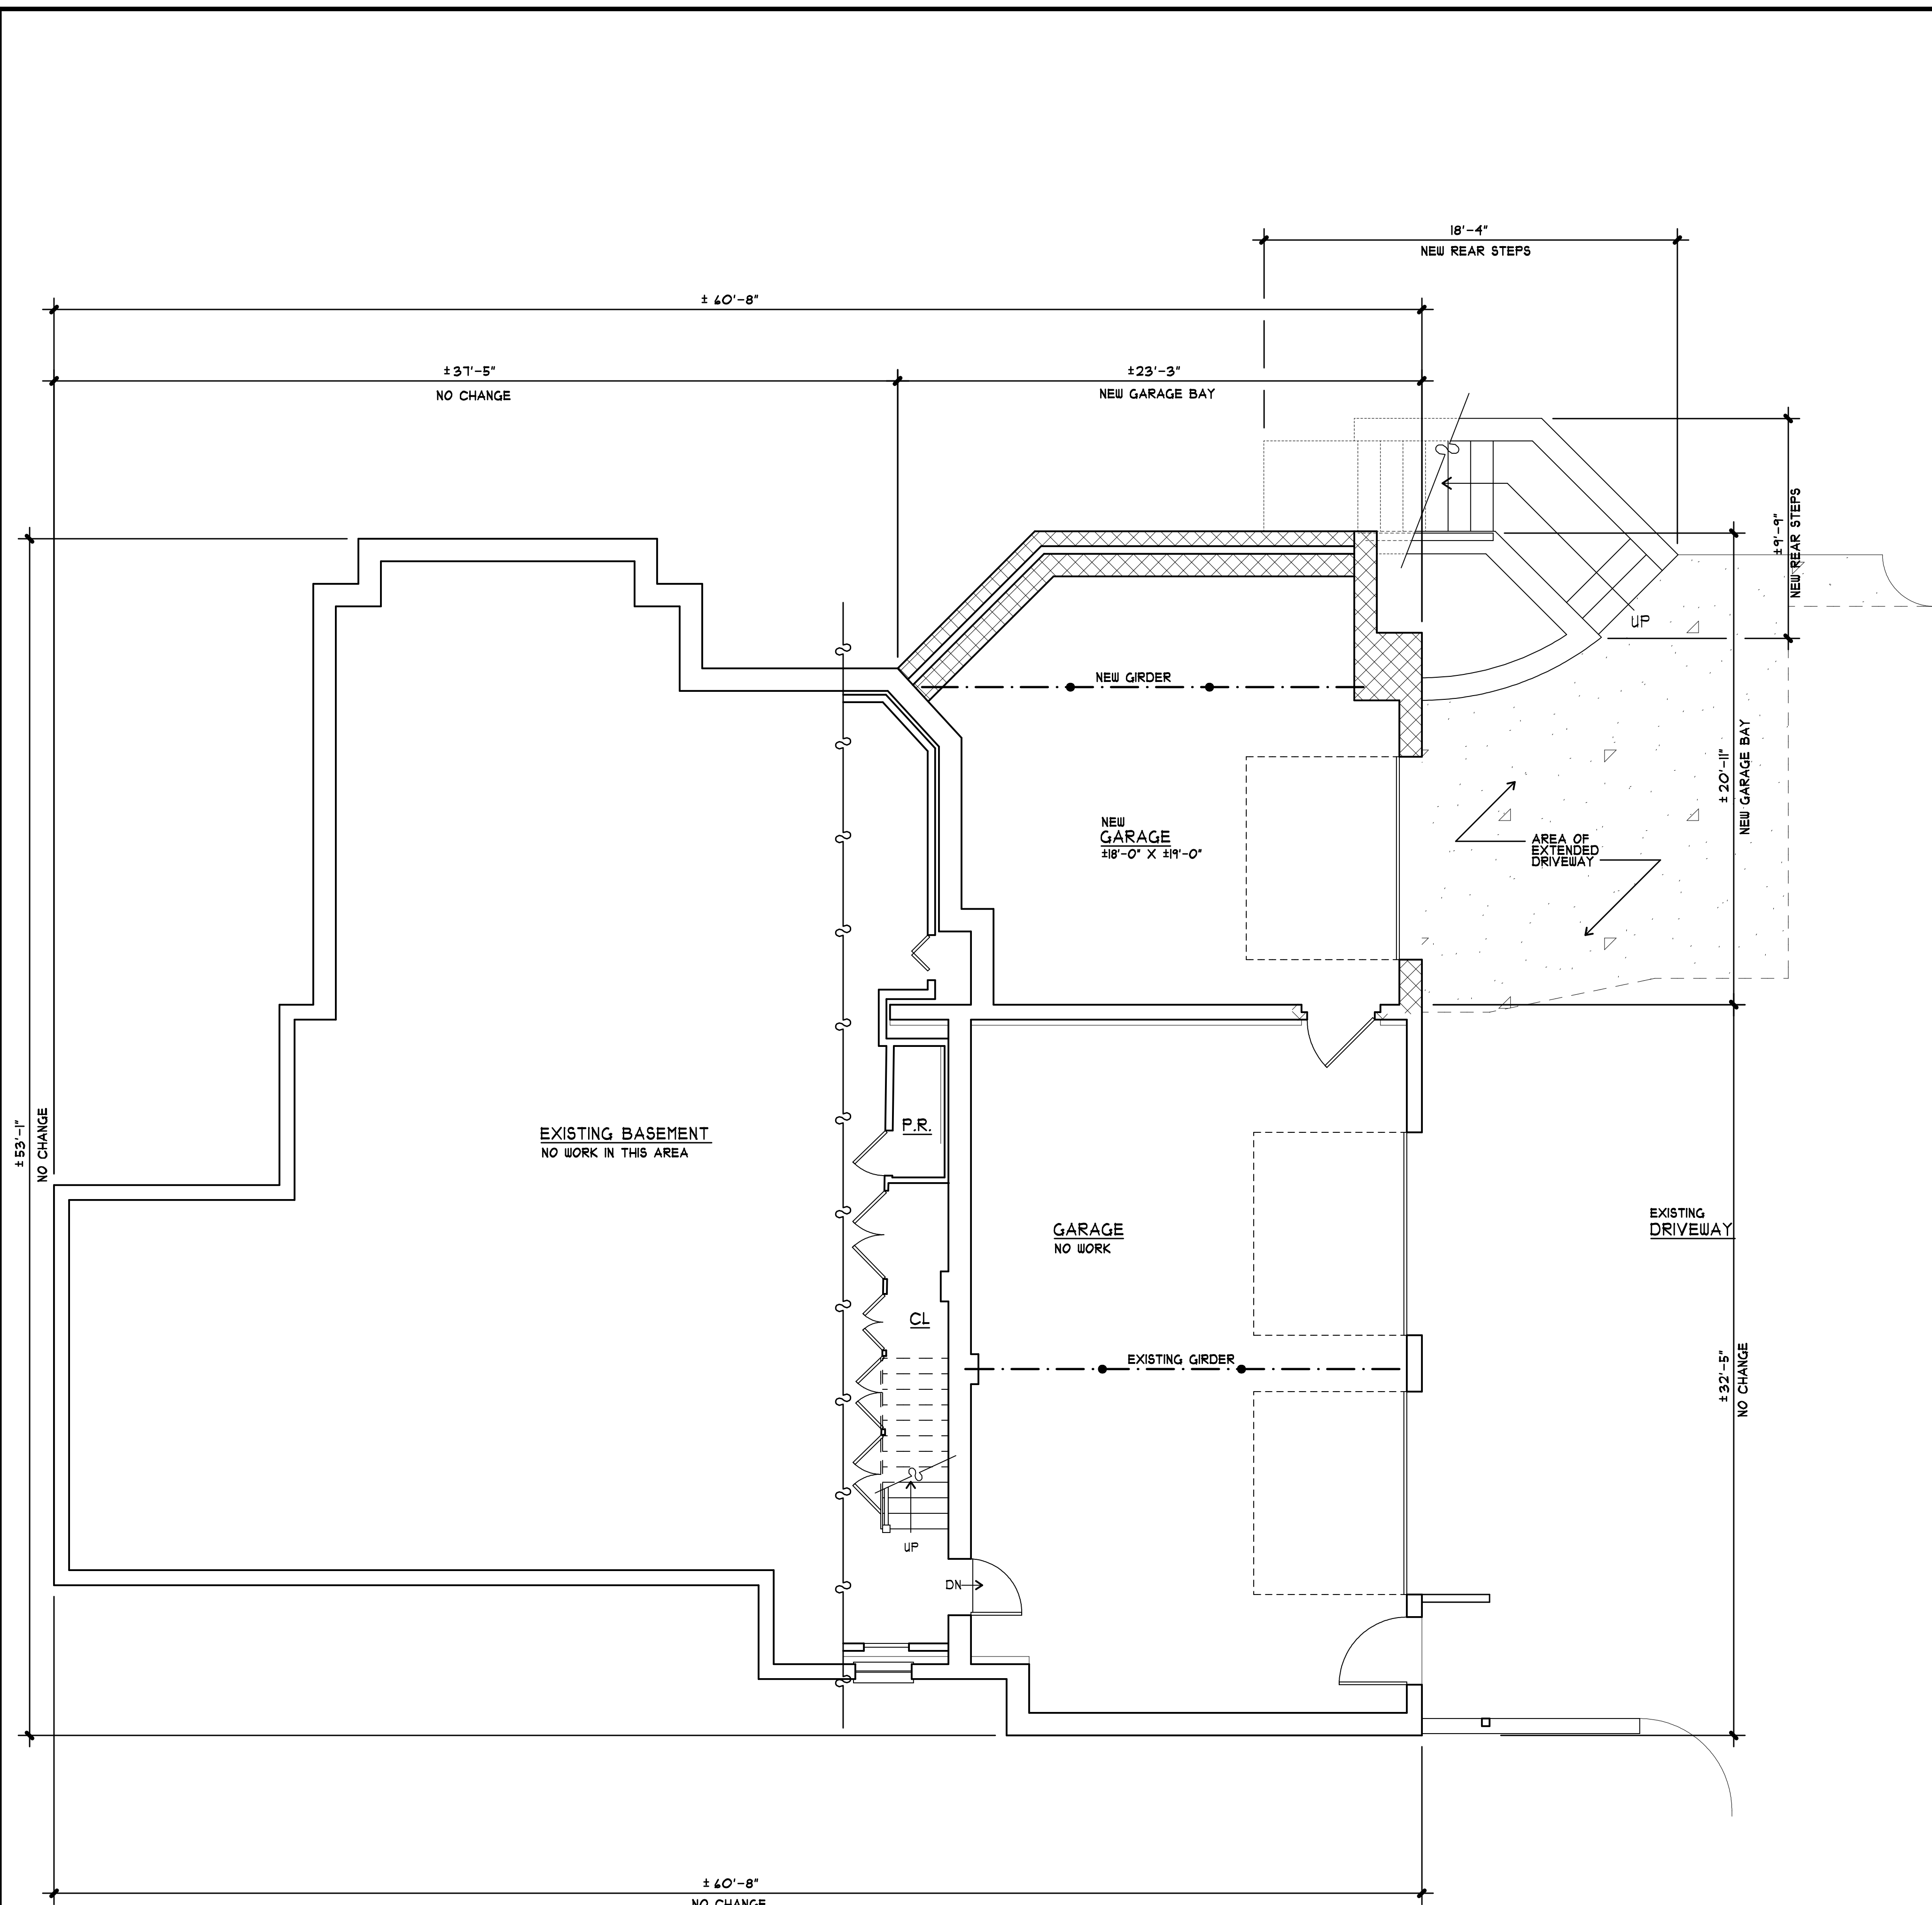 18'-4"
NEW REAR STEPS
± 60'-8"
±37'-5"
NO CHANGE
±23'-3"
NEW GARAGE BAY
±9'-9"
NEW REAR STEPS
UP
NEW GIRDER
± 20'-11"
NEW GARAGE BAY
NEW
GARAGE
±18'-0" X ±19'-0"
AREA OF
EXTENDED
DRIVEWAY
±53'-1"
NO CHANGE
EXISTING BASEMENT
NO WORK IN THIS AREA
P.R.
GARAGE
NO WORK
EXISTING
DRIVEWAY
CL
EXISTING GIRDER
±32'-5"
NO CHANGE
UP
DN
± 60'-8"
NO CHANGE